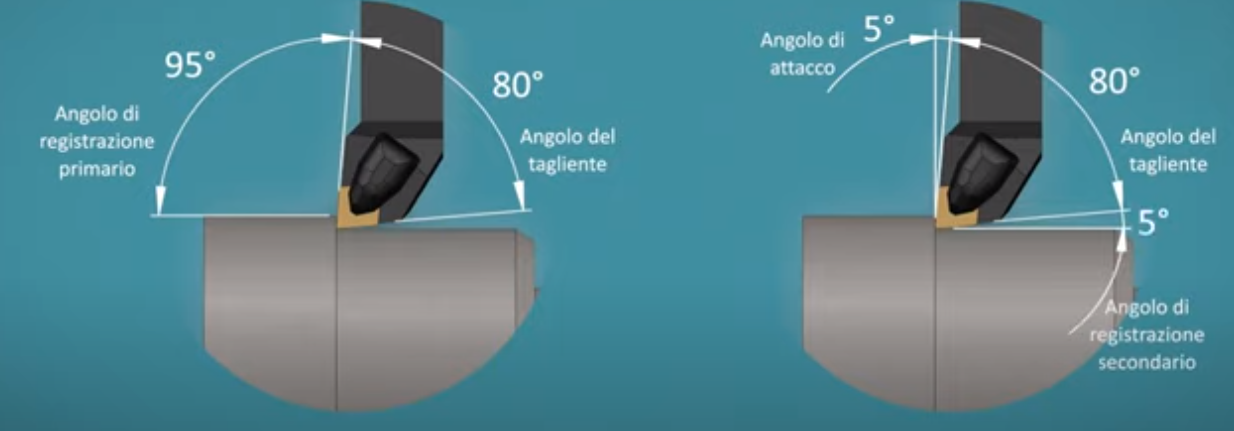 95°
80°
Angolo di
registrazione
primario
Angolo del
tagliente
Angolo di
attacco
5°
80°
Angolo del
tagliente
5°
Angolo di
registrazione
secondario